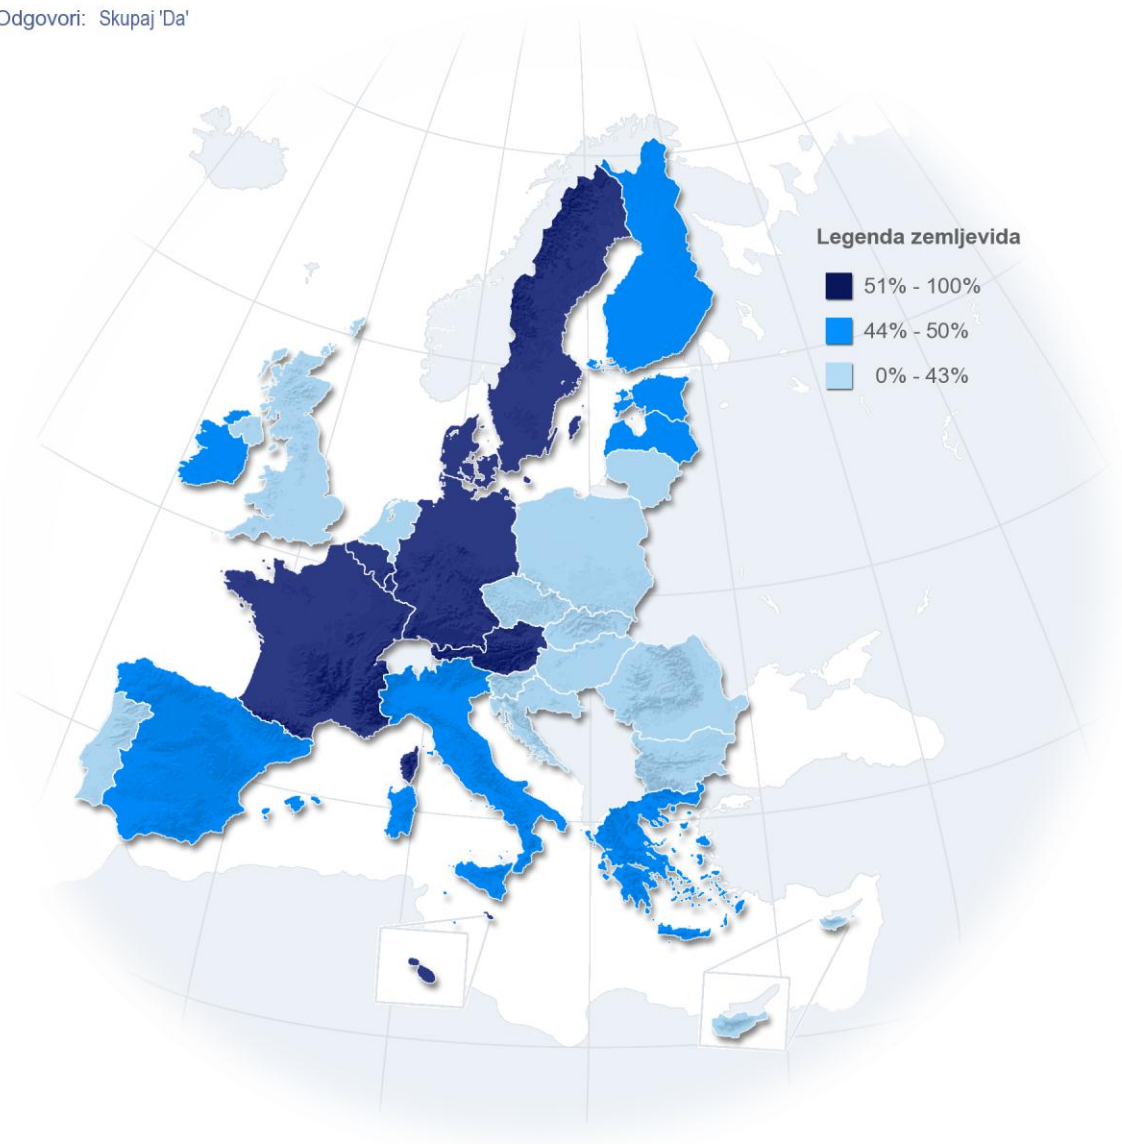 Odgovori: Skupaj 'Da'
Legenda zemljevida
51% - 100%
44% - 50%
0% - 43%